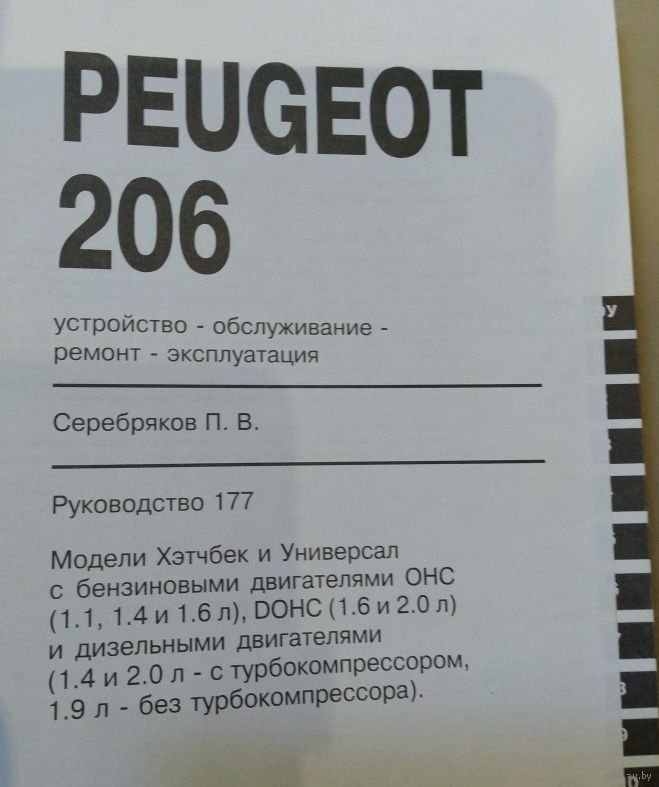 PEUGEOT
206
устройство - обслуживание -
ремонт - эксплуатация
Серебряков П. В.
Руководство 177
Модели Хэтчбек и Универсал
с бензиновыми двигателями OHC
(1.1, 1.4 и 1.6 л), DOHC (1.6 и 2.0 л)
и дизельными двигателями
(1.4 и 2.0 л - с турбокомпрессором,
1.9 л - без турбокомпрессора).